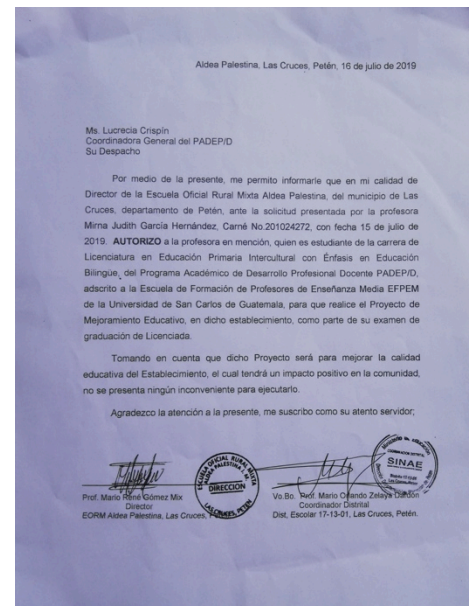 Aldea Palestina, Las Cruces, Petén, 16 de julio de 2019
Ms. Lucrecia Crispín
Coordinadora General del PADEP/D
Su Despacho
Por medio de la presente, me permito informarle que en mi calidad de
Director de la Escuela Oficial Rural Mixta Aldea Palestina, del municipio de Las
Cruces, departamento de Petén, ante la solicitud presentada por la profesora
Mirna Judith García Hernández, Carné No.201024272, con fecha 15 de julio de
2019. AUTORIZO a la profesora en mención, quien es estudiante de la carrera de
Licenciatura en Educación Primaria Intercultural con Énfasis en Educación
Bilingüe, del Programa Académico de Desarrollo Profesional Docente PADEP/D,
adscrito a la Escuela de Formación de Profesores de Enseñanza Media EFPEM
de la Universidad de San Carlos de Guatemala, para que realice el Proyecto de
Mejoramiento Educativo, en dicho establecimiento, como parte de su examen de
graduación de Licenciada.
Tomando en cuenta que dicho Proyecto será para mejorar la calidad
educativa del Establecimiento, el cual tendrá un impacto positivo en la comunidad,
no se presenta ningún inconveniente para ejecutarlo.
Agradezco la atención a la presente, me suscribo como su atento servidor;
ESCUELA OFICIAL RURAL MIXTA
DIRECCION
SINAE
Prof. Mario René Gómez Mix
Director
EORM Aldea Palestina, Las Cruces,
Vo.Bo. Prof. Mario Orlando Zelaya Dardón
Coordinador Distrital
Dist, Escolar 17-13-01, Las Cruces, Petén.